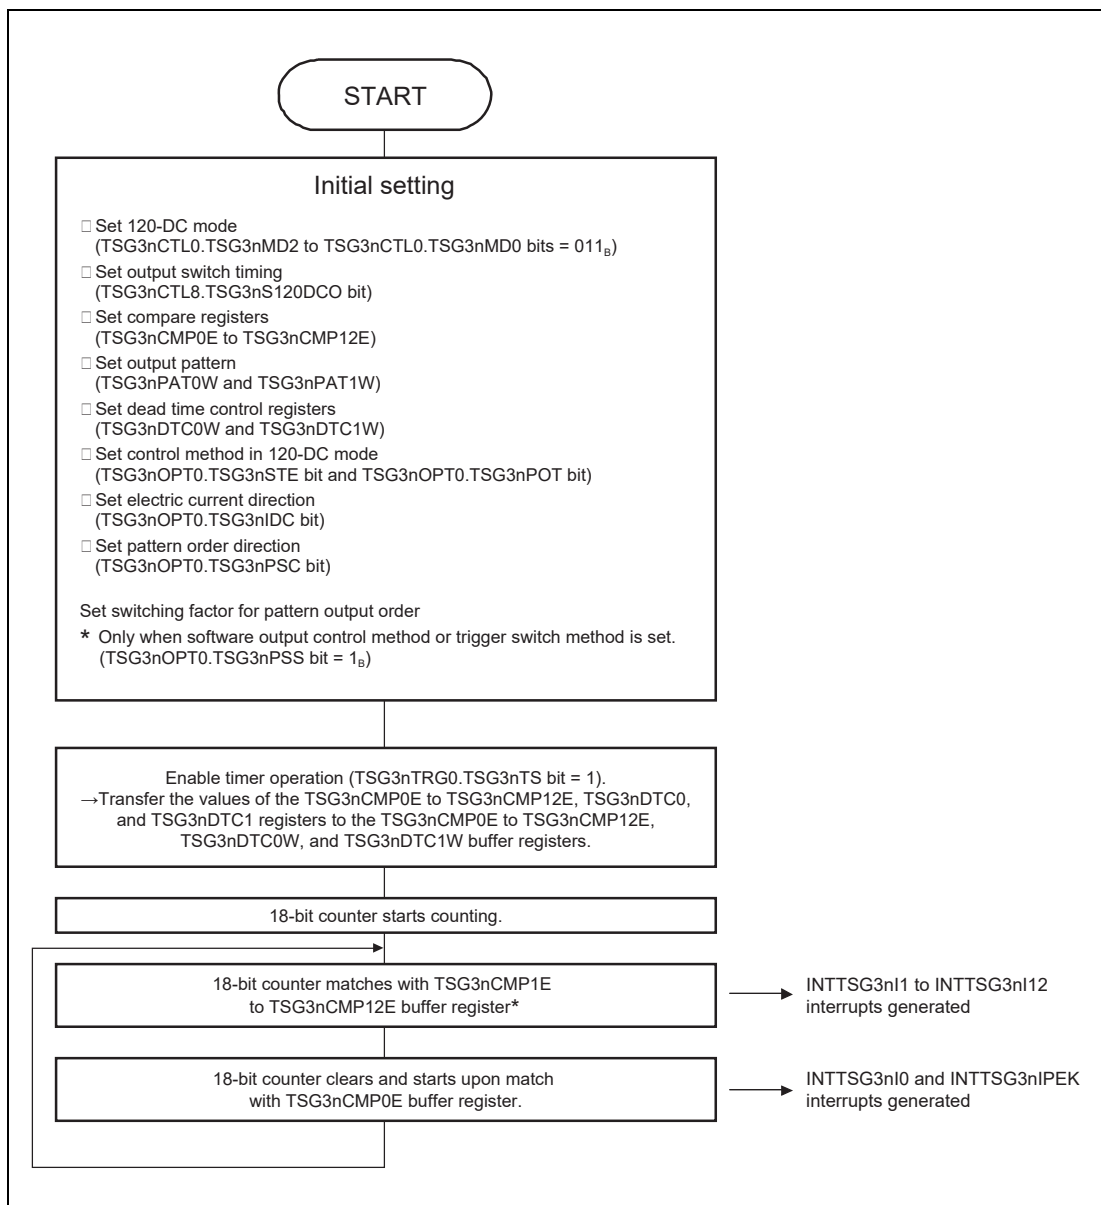 START
Initial setting
□ Set 120-DC mode
(TSG3nCTL0.TSG3nMD2 to TSG3nCTL0.TSG3nMD0 bits = 011B)
□ Set output switch timing
(TSG3nCTL8.TSG3nS120DCO bit)
□ Set compare registers
(TSG3nCMP0E to TSG3nCMP12E)
□ Set output pattern
(TSG3nPAT0W and TSG3nPAT1W)
□ Set dead time control registers
(TSG3nDTC0W and TSG3nDTC1W)
□ Set control method in 120-DC mode
(TSG3nOPT0.TSG3nSTE bit and TSG3nOPT0.TSG3nPOT bit)
□ Set electric current direction
(TSG3nOPT0.TSG3nIDC bit)
□ Set pattern order direction
(TSG3nOPT0.TSG3nPSC bit)
Set switching factor for pattern output order
* Only when software output control method or trigger switch method is set.
(TSG3nOPT0.TSG3nPSS bit = 1B)
Enable timer operation (TSG3nTRG0.TSG3nTS bit = 1).
→Transfer the values of the TSG3nCMP0E to TSG3nCMP12E, TSG3nDTC0,
and TSG3nDTC1 registers to the TSG3nCMP0E to TSG3nCMP12E,
TSG3nDTC0W, and TSG3nDTC1W buffer registers.
18-bit counter starts counting.
18-bit counter matches with TSG3nCMP1E
to TSG3nCMP12E buffer register*
INTTSG3nI1 to INTTSG3nI12
interrupts generated
18-bit counter clears and starts upon match
with TSG3nCMP0E buffer register.
INTTSG3nI0 and INTTSG3nIPEK
interrupts generated